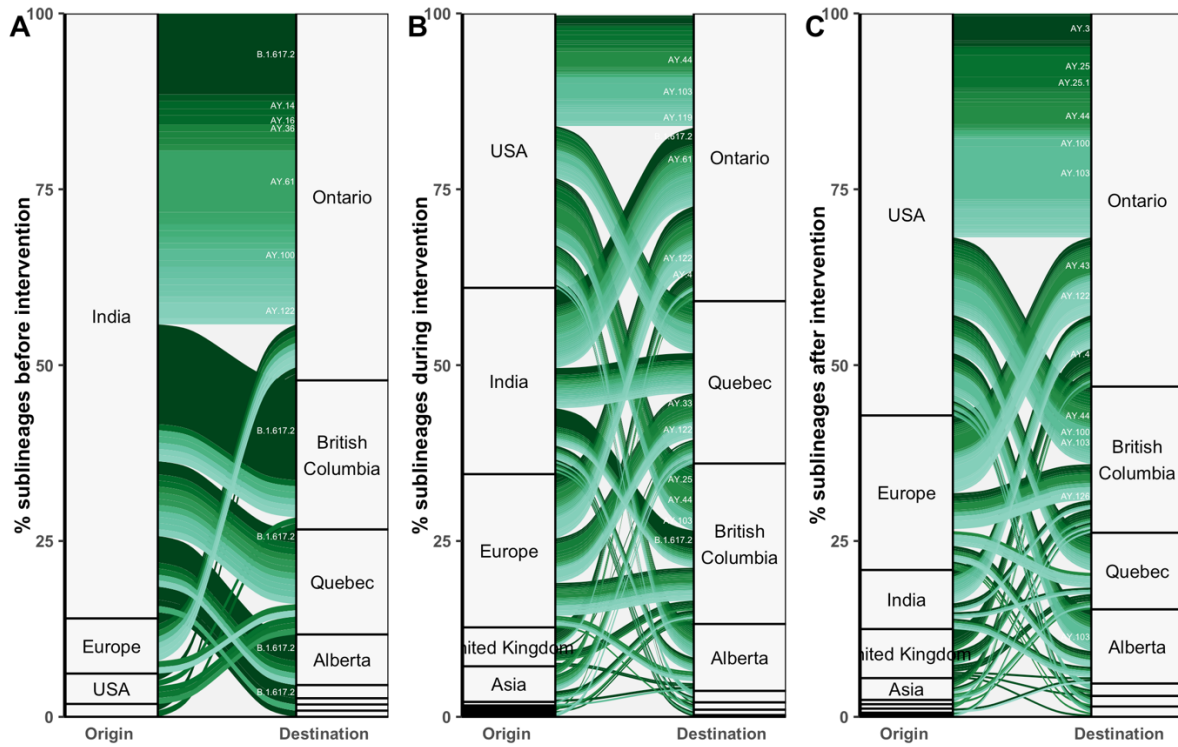 A
% sublineages before intervention
100
75
50
25
0
India
Europe
USA
B.1.617.2
AY.14
AY.16
AY.36
AY.61
AY.100
AY.122
B.1.617.2
B.1.617.2
B.1.617.2
B.1.617.2
Ontario
British
Columbia
Quebec
Alberta
Origin
Destination
B
% sublineages during intervention
100
75
50
25
0
USA
India
Europe
nited Kingdom
Asia
AY.44
AY.103
AY.119
B.1.617.2
AY.61
AY.122
AY.4
AY.33
AY.122
AY.25
AY.44
AY.103
B.1.617.2
Ontario
Quebec
British
Columbia
Alberta
Origin
Destination
C
% sublineages after intervention
100
75
50
25
0
USA
Europe
India
nited Kingdom
Asia
AY.3
AY.25
AY.25.1
AY.44
AY.100
AY.103
AY.43
AY.122
AY.4
AY.44
AY.100
AY.103
AY.126
AY.103
Ontario
British
Columbia
Quebec
Alberta
Origin
Destination